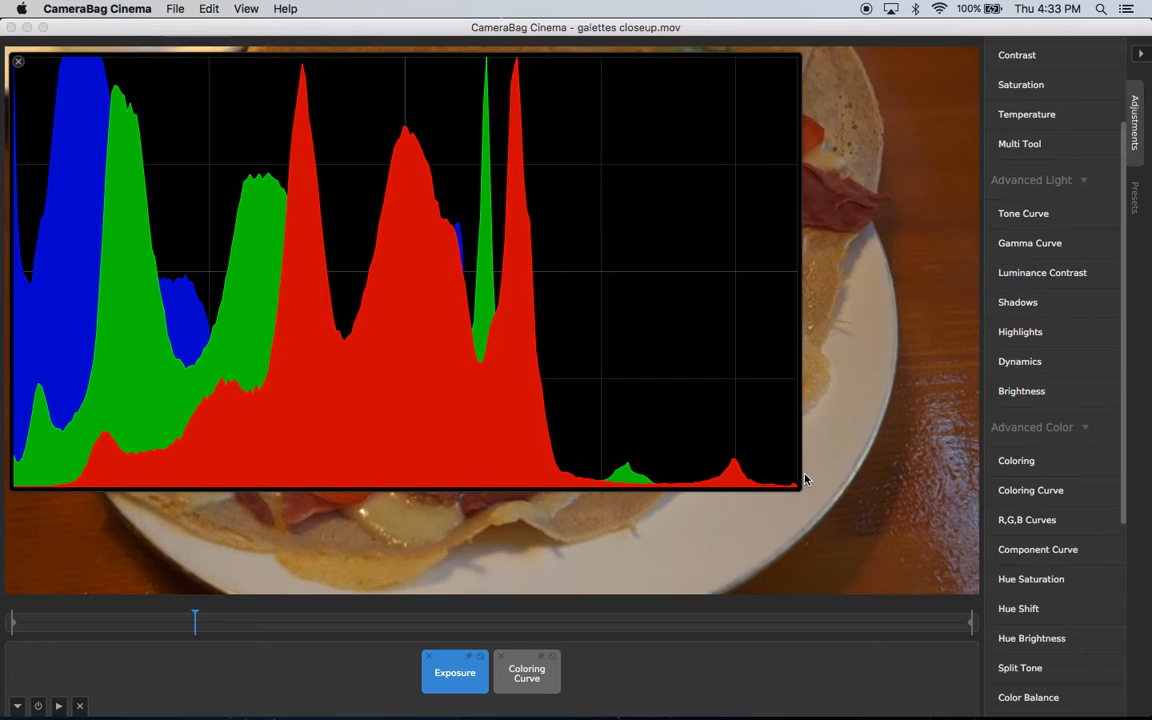 CameraBag Cinema File Edit View Help 100% Thu 4:33 PM
CameraBag Cinema - galettes closeup.mov
Contrast
Saturation
Temperature
Multi Tool
Advanced Light
Tone Curve
Gamma Curve
Luminance Contrast
Shadows
Highlights
Dynamics
Brightness
Advanced Color
Coloring
Coloring Curve
R,G,B Curves
Component Curve
Hue Saturation
Hue Shift
Hue Brightness
Split Tone
Color Balance
Adjustments
Presets
Exposure
Coloring
Curve